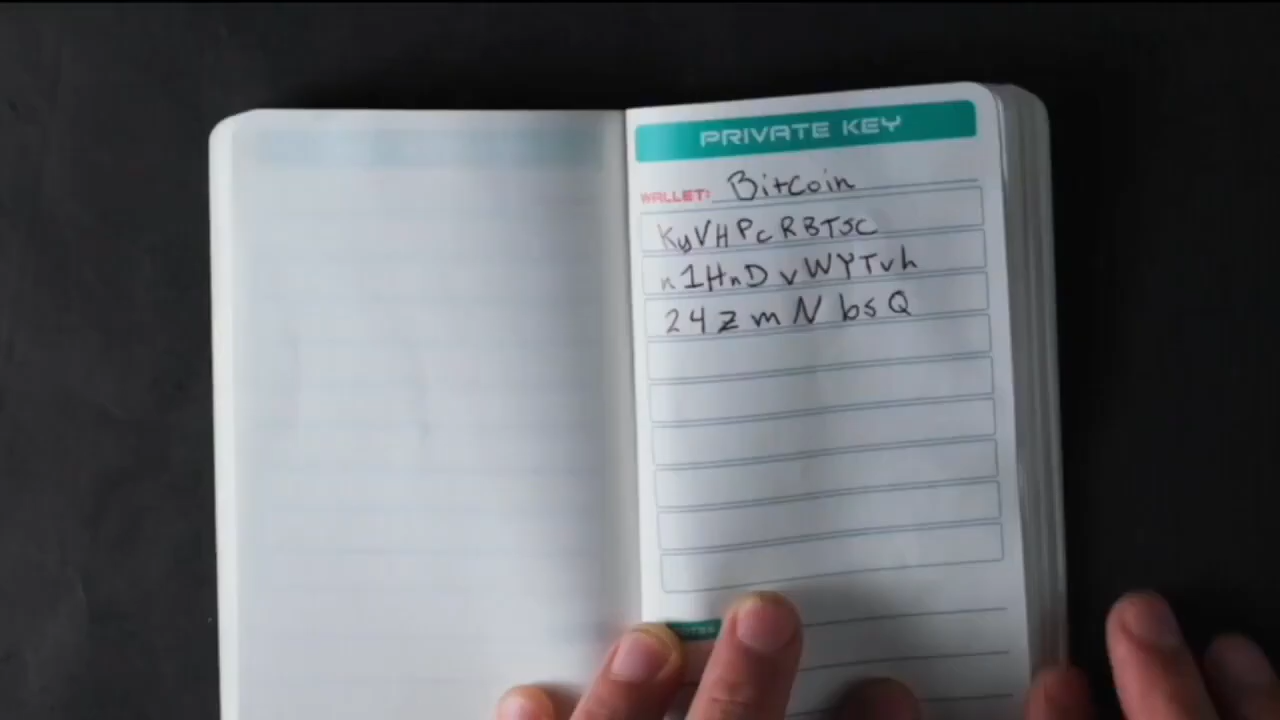 PRIVATE KEY
WALLET: Bitcoin
KyVHPcRBTSC
n1HnDvWYTvh
24zmNbsQ